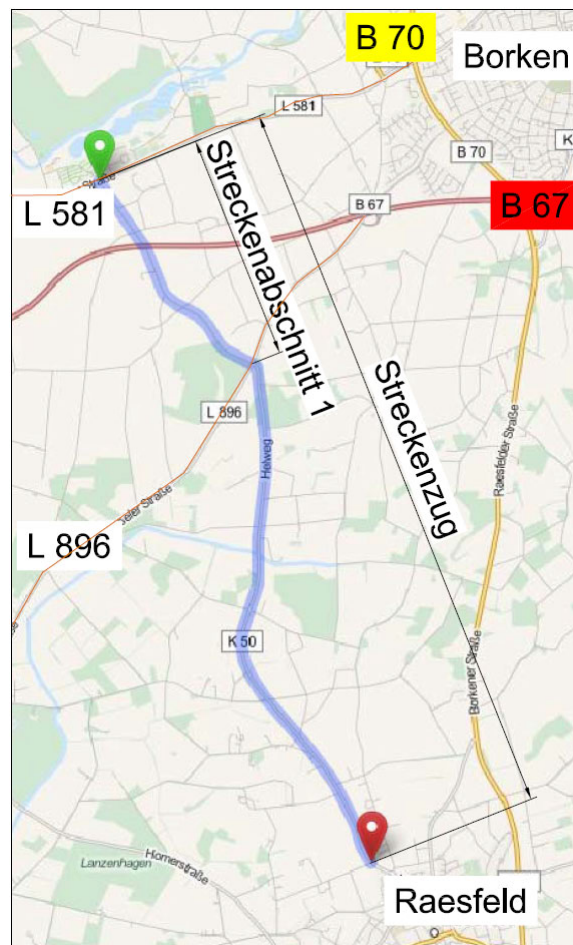 B 70
Borken
L 581
K
B 70
Straße
L 581
B 67
B 67
Streckenabschnitt 1
Streckenzug
L 896
Raesfelder Straße
Helweg
L 896
K 50
Borkener Straße
Homerstraße
Lanzenhagen
Raesfeld